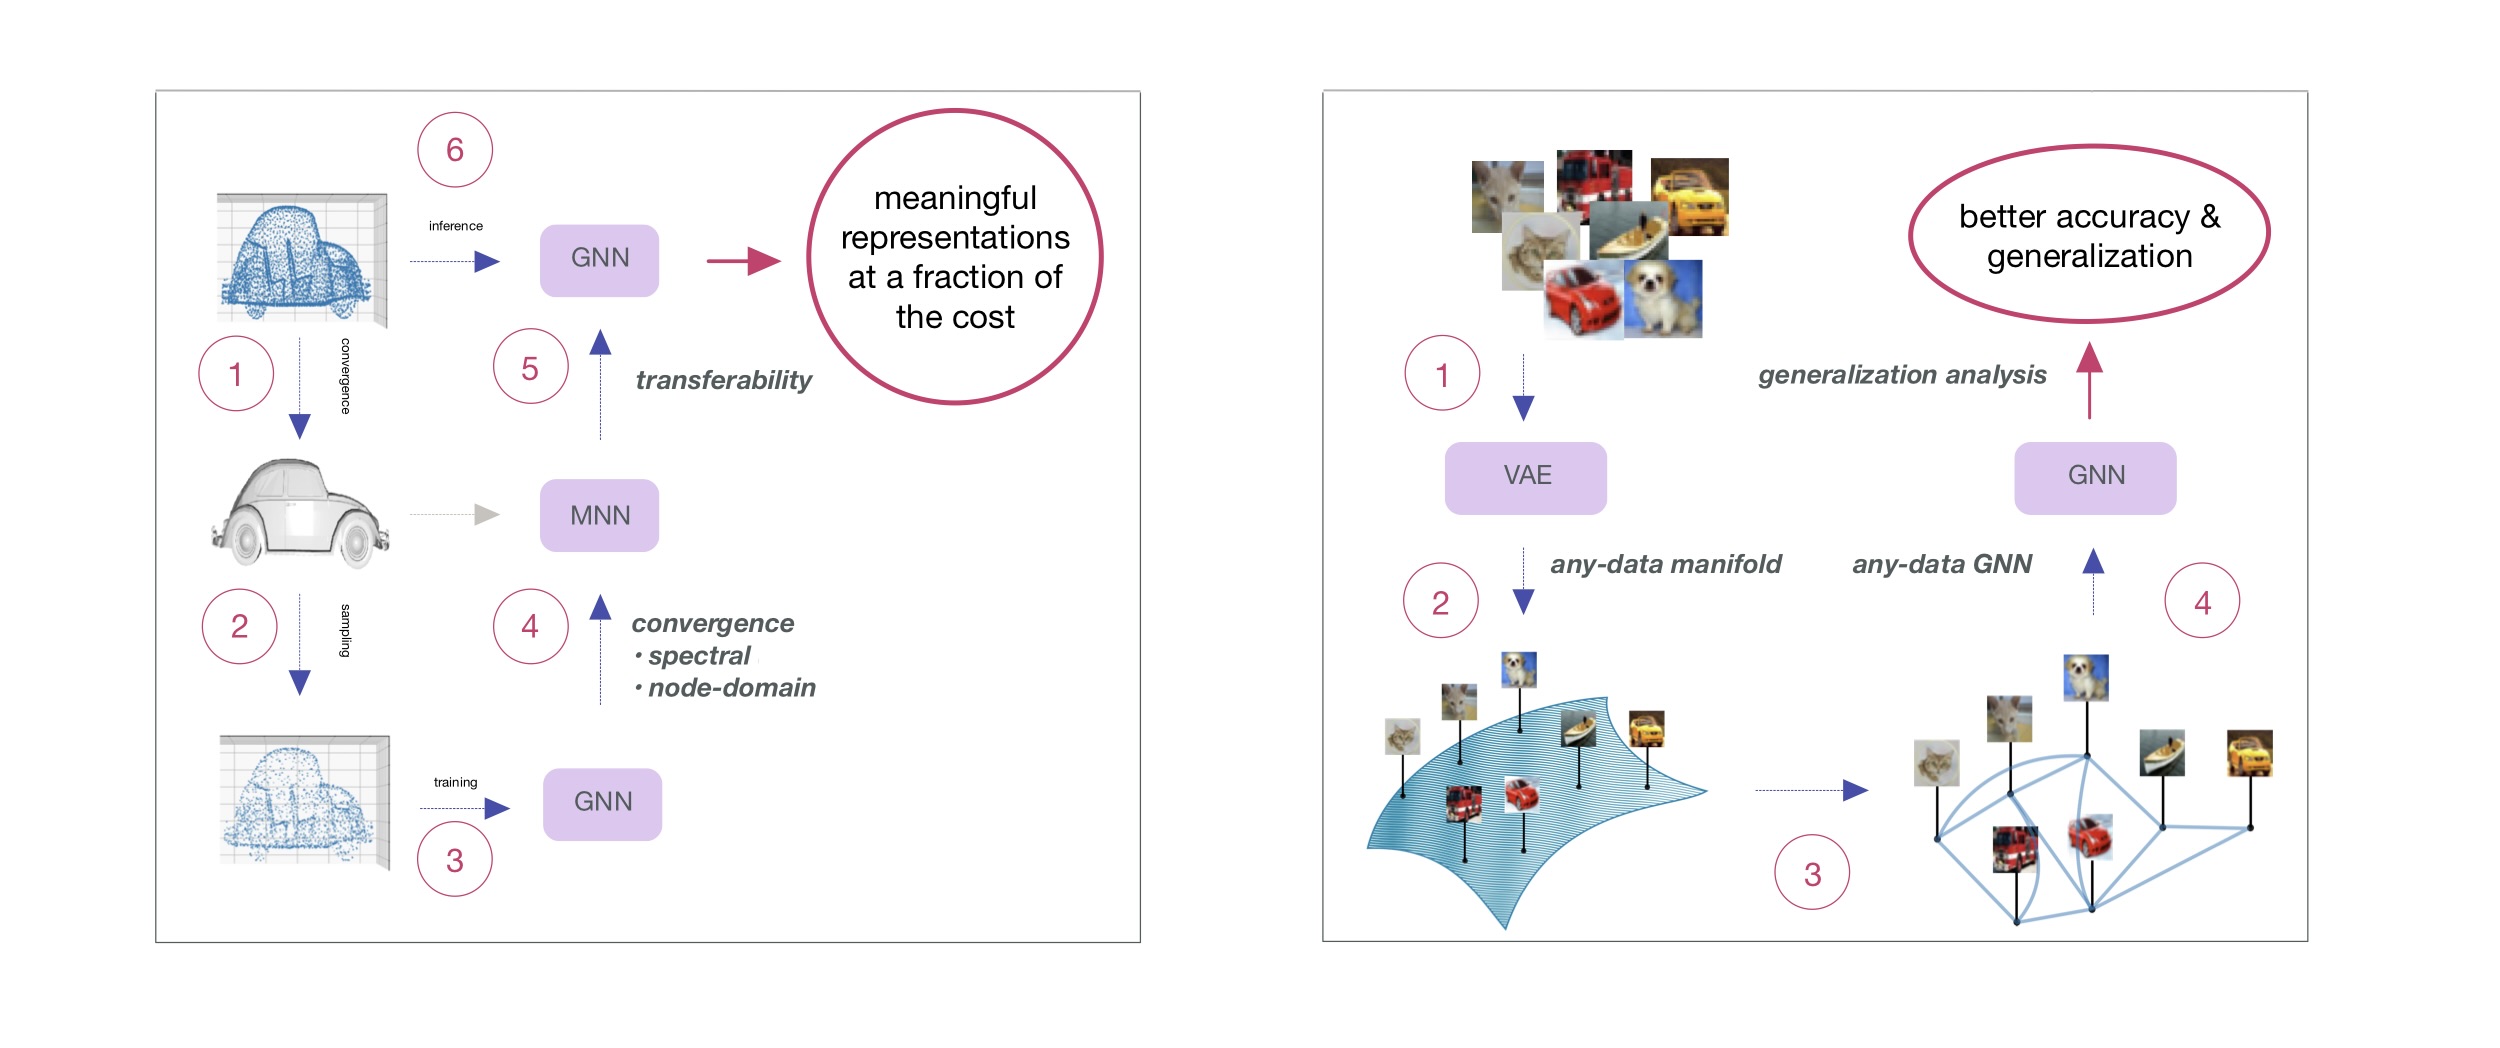 6
inference
GNN
meaningful
representations
at a fraction of
the cost
1
convergence
5
transferability
MNN
2
sampling
4
convergence
• spectral
• node-domain
training
GNN
3
better accuracy &
generalization
1
generalization analysis
VAE
GNN
2
any-data manifold
any-data GNN
4
3